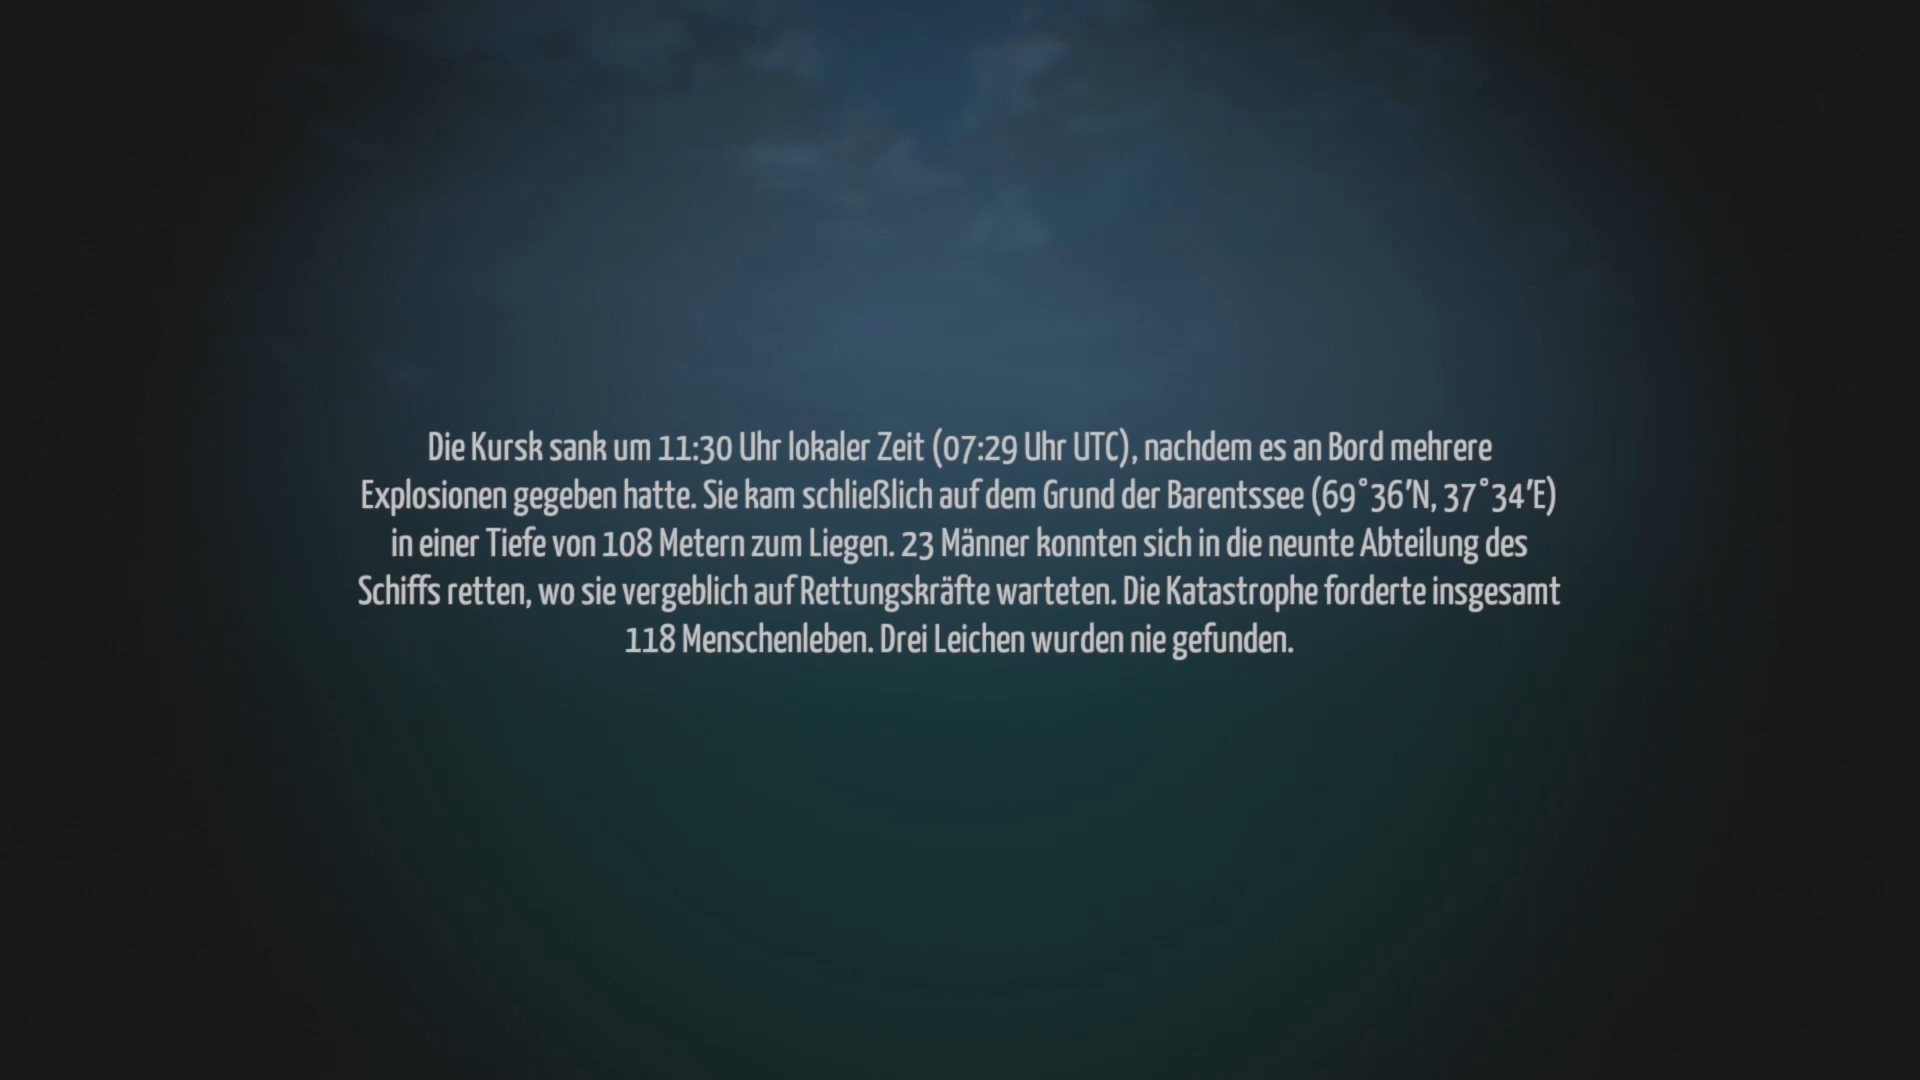 Die Kursk sank um 11:30 Uhr lokaler Zeit (07:29 Uhr UTC), nachdem es an Bord mehrere
Explosionen gegeben hatte. Sie kam schließlich auf dem Grund der Barentssee (69°36′N, 37°34′E)
in einer Tiefe von 108 Metern zum Liegen. 23 Männer konnten sich in die neunte Abteilung des
Schiffs retten, wo sie vergeblich auf Rettungskräfte warteten. Die Katastrophe forderte insgesamt
118 Menschenleben. Drei Leichen wurden nie gefunden.